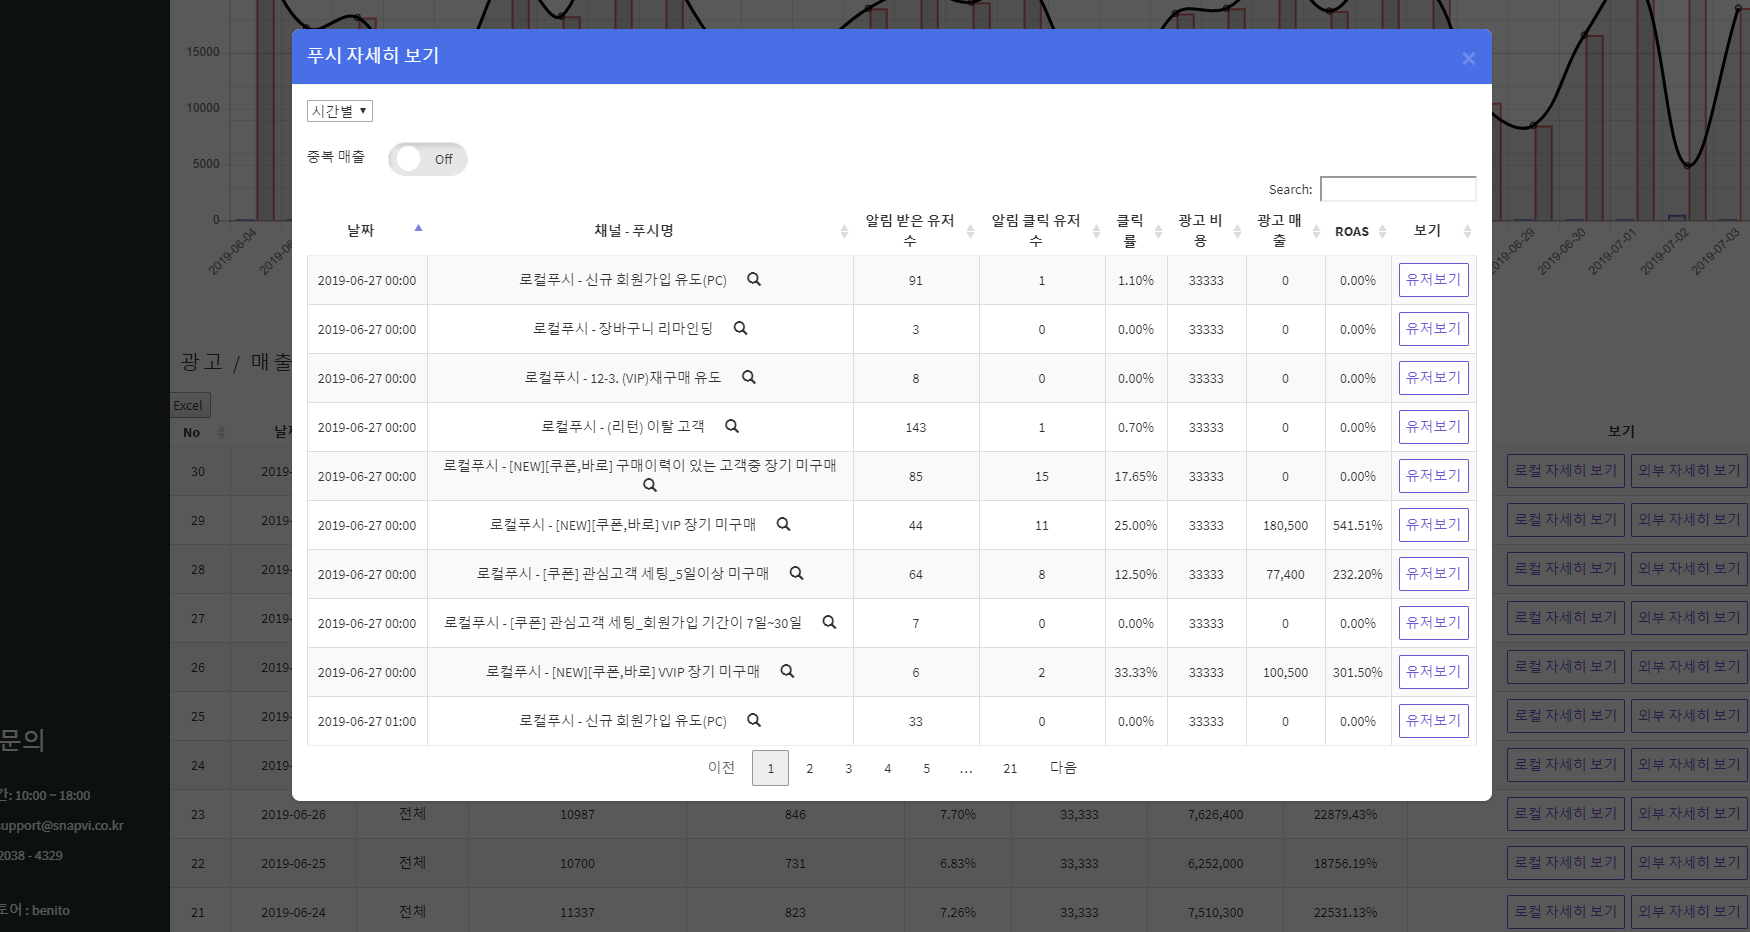 15000
10000
5000
0
2019-06-04
2019-06-29
2019-06-30
2019-07-01
2019-07-02
2019-07-03
푸시 자세히 보기 ×
시간별
중복 매출 Off
Search:
날짜 채널 - 푸시명 알림 받은 유저수 알림 클릭 유저수 클릭률 광고 비용 광고 매출 ROAS 보기
2019-06-27 00:00 로컬푸시 - 신규 회원가입 유도(PC) 91 1 1.10% 33333 0 0.00% 유저보기
2019-06-27 00:00 로컬푸시 - 장바구니 리마인딩 3 0 0.00% 33333 0 0.00% 유저보기
2019-06-27 00:00 로컬푸시 - 12-3. (VIP)재구매 유도 8 0 0.00% 33333 0 0.00% 유저보기
2019-06-27 00:00 로컬푸시 - (리턴) 이탈 고객 143 1 0.70% 33333 0 0.00% 유저보기
2019-06-27 00:00 로컬푸시 - [NEW][쿠폰,바로] 구매이력이 있는 고객중 장기 미구매 85 15 17.65% 33333 0 0.00% 유저보기
2019-06-27 00:00 로컬푸시 - [NEW][쿠폰,바로] VIP 장기 미구매 44 11 25.00% 33333 180,500 541.51% 유저보기
2019-06-27 00:00 로컬푸시 - [쿠폰] 관심고객 세팅_5일이상 미구매 64 8 12.50% 33333 77,400 232.20% 유저보기
2019-06-27 00:00 로컬푸시 - [쿠폰] 관심고객 세팅_회원가입 기간이 7일~30일 7 0 0.00% 33333 0 0.00% 유저보기
2019-06-27 00:00 로컬푸시 - [NEW][쿠폰,바로] VVIP 장기 미구매 6 2 33.33% 33333 100,500 301.50% 유저보기
2019-06-27 01:00 로컬푸시 - 신규 회원가입 유도(PC) 33 0 0.00% 33333 0 0.00% 유저보기
이전 1 2 3 4 5 … 21 다음
광고 / 매출
Excel
No 보기
30 2019- 로컬 자세히 보기 외부 자세히 보기
29 2019- 로컬 자세히 보기 외부 자세히 보기
28 2019- 로컬 자세히 보기 외부 자세히 보기
27 2019- 로컬 자세히 보기 외부 자세히 보기
26 2019- 로컬 자세히 보기 외부 자세히 보기
25 2019- 로컬 자세히 보기 외부 자세히 보기
24 2019- 로컬 자세히 보기 외부 자세히 보기
23 2019-06-26 전체 10987 846 7.70% 33,333 7,626,400 22879.43% 로컬 자세히 보기 외부 자세히 보기
22 2019-06-25 전체 10700 731 6.83% 33,333 6,252,000 18756.19% 로컬 자세히 보기 외부 자세히 보기
21 2019-06-24 전체 11337 823 7.26% 33,333 7,510,300 22531.13% 로컬 자세히 보기 외부 자세히 보기
문의
간: 10:00 ~ 18:00
support@snapvi.co.kr
2038 - 4329
토어 : benito